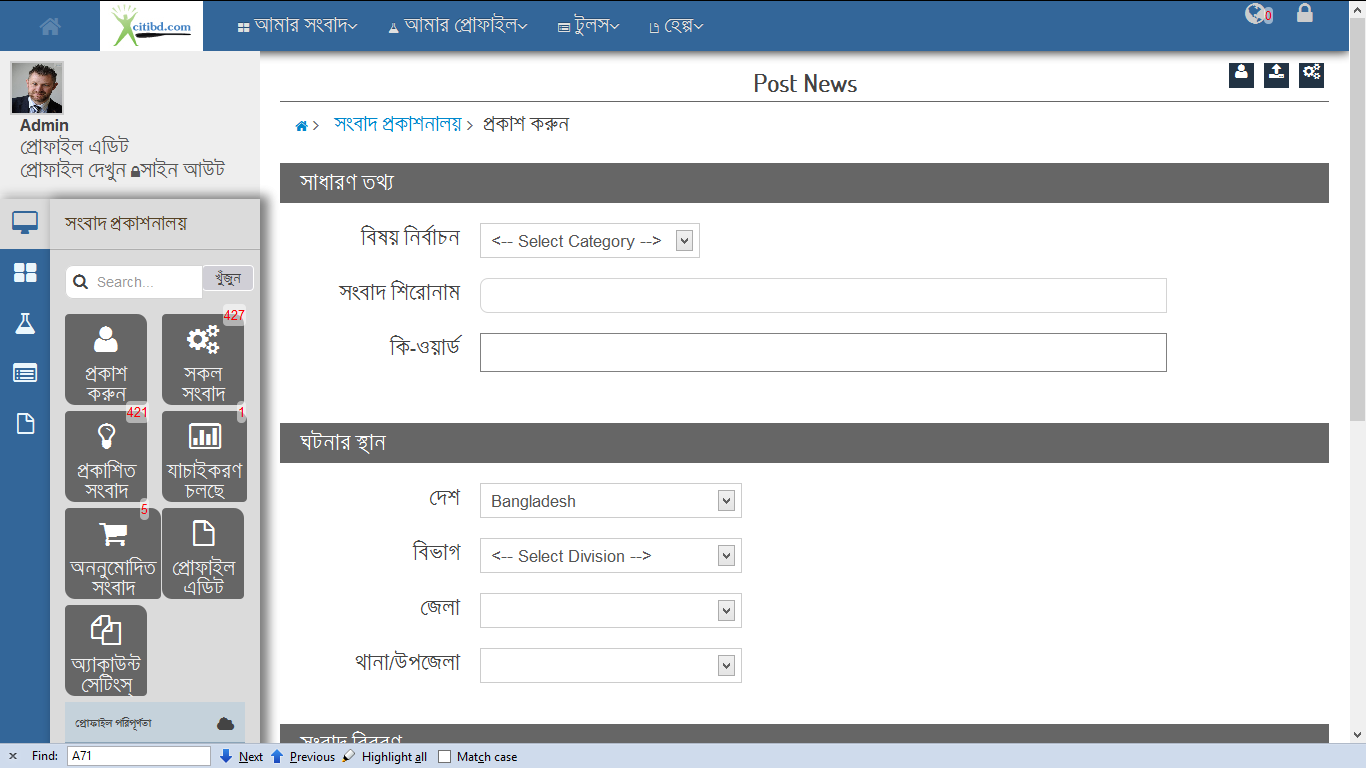 citibd.com
আমার সংবাদ
আমার প্রোফাইল
টুলস
হেল্প
0
Admin
প্রোফাইল এডিট
প্রোফাইল দেখুন সাইন আউট
Post News
সংবাদ প্রকাশনালয় > প্রকাশ করুন
সংবাদ প্রকাশনালয়
Search...
খুঁজুন
প্রকাশ
করুন
427
সকল
সংবাদ
421
প্রকাশিত
সংবাদ
1
যাচাইকরণ
চলছে
5
অননুমোদিত
সংবাদ
প্রোফাইল
এডিট
অ্যাকাউন্ট
সেটিংস্
প্রোফাইল পরিপূর্ণতা
সাধারণ তথ্য
বিষয় নির্বাচন
<-- Select Category -->
সংবাদ শিরোনাম
কি-ওয়ার্ড
ঘটনার স্থান
দেশ
Bangladesh
বিভাগ
<-- Select Division -->
জেলা
থানা/উপজেলা
সংবাদ বিবরণ
Find: A71 Next Previous Highlight all Match case